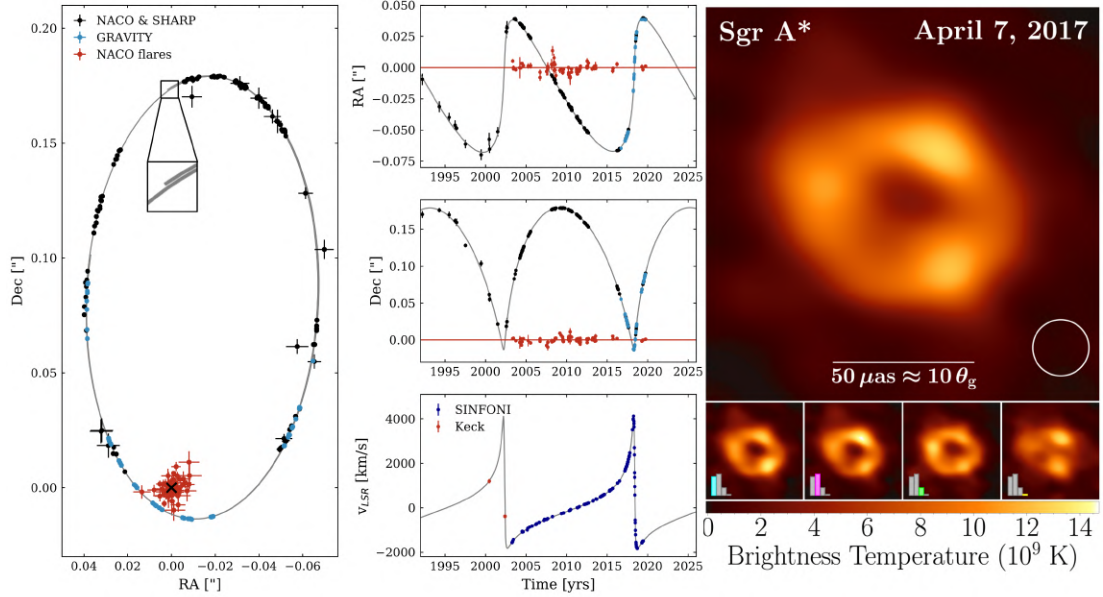 0.20
0.15
0.10
0.05
0.00
Dec ["]
NACO & SHARP
GRAVITY
NACO flares
0.04 0.02 0.00 −0.02 −0.04 −0.06
RA ["]
0.050
0.025
0.000
−0.025
−0.050
−0.075
RA ["]
1995 2000 2005 2010 2015 2020 2025
0.15
0.10
0.05
0.00
Dec ["]
1995 2000 2005 2010 2015 2020 2025
4000
2000
0
−2000
vLSR [km/s]
SINFONI
Keck
1995 2000 2005 2010 2015 2020 2025
Time [yrs]
Sgr A* April 7, 2017
50 μas ≈ 10 θg
0 2 4 6 8 10 12 14
Brightness Temperature (10⁹ K)